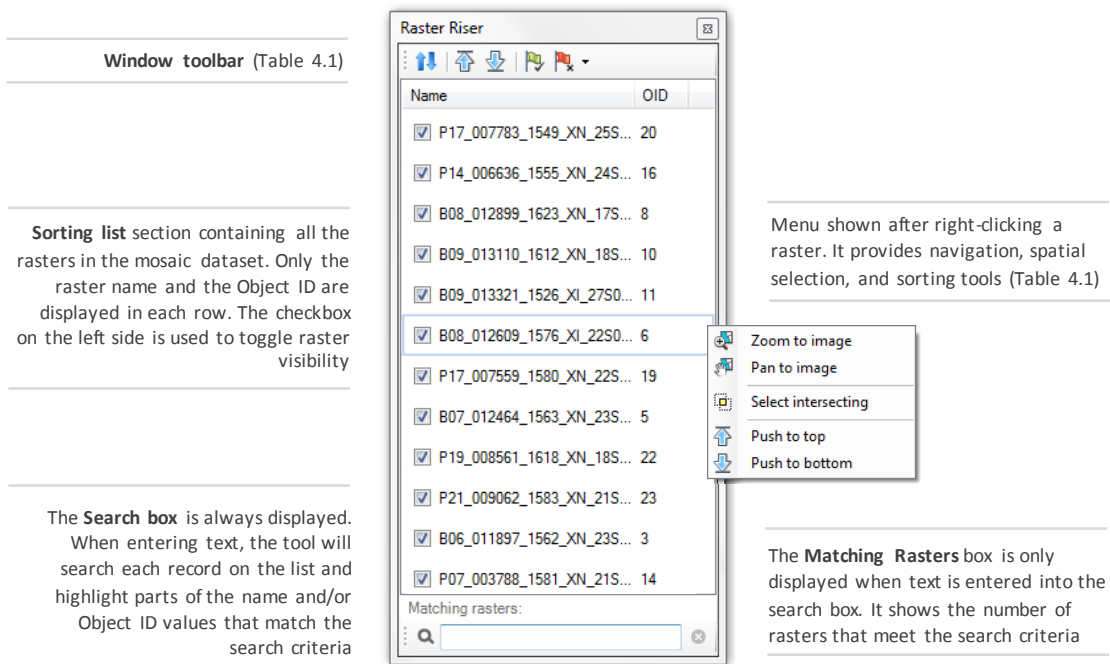 Raster Riser
Window toolbar (Table 4.1)
Name OID
P17_007783_1549_XN_25S... 20
P14_006636_1555_XN_24S... 16
B08_012899_1623_XN_17S... 8
B09_013110_1612_XN_18S... 10
B09_013321_1526_XI_27S0... 11
B08_012609_1576_XI_22S0... 6
P17_007559_1580_XN_22S... 19
B07_012464_1563_XN_23S... 5
P19_008561_1618_XN_18S... 22
P21_009062_1583_XN_21S... 23
B06_011897_1562_XN_23S... 3
P07_003788_1581_XN_21S... 14
Matching rasters:
Sorting list section containing all the
rasters in the mosaic dataset. Only the
raster name and the Object ID are
displayed in each row. The checkbox
on the left side is used to toggle raster
visibility
Menu shown after right-clicking a
raster. It provides navigation, spatial
selection, and sorting tools (Table 4.1)
Zoom to image
Pan to image
Select intersecting
Push to top
Push to bottom
The Search box is always displayed.
When entering text, the tool will
search each record on the list and
highlight parts of the name and/or
Object ID values that match the
search criteria
The Matching Rasters box is only
displayed when text is entered into the
search box. It shows the number of
rasters that meet the search criteria